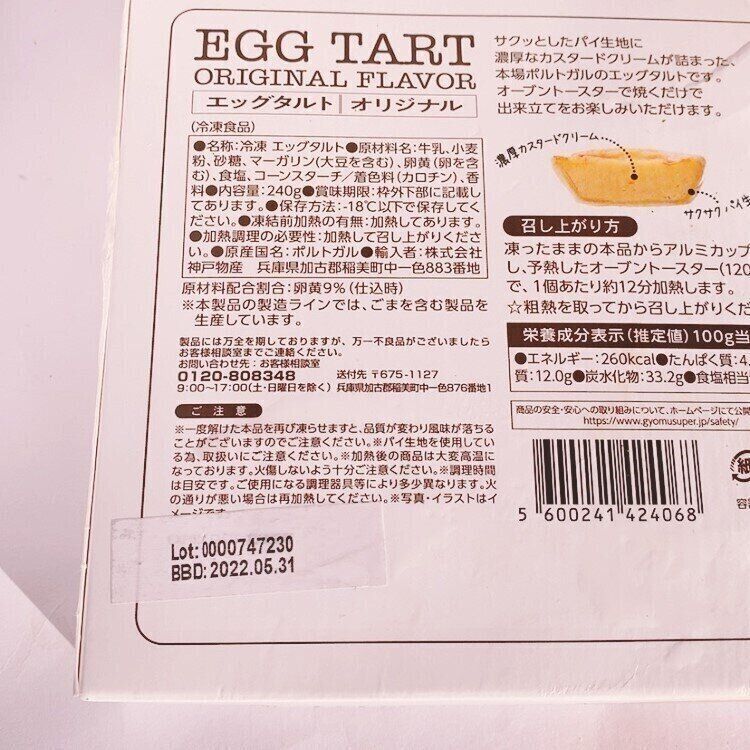 EGG TART
ORIGINAL FLAVOR
エッグタルト｜オリジナル
(冷凍食品)
●名称:冷凍 エッグタルト●原材料名:牛乳、小麦
粉、砂糖、マーガリン(大豆を含む)、卵黄(卵を含
む)、食塩、コーンスターチ/着色料(カロチン)、香
料●内容量:240g●賞味期限:枠外下部に記載し
てあります。●保存方法:-18℃以下で保存してく
ださい。●凍結前加熱の有無:加熱してあります。
●加熱調理の必要性:加熱して召し上がりくださ
い。●原産国名:ポルトガル●輸入者:株式会社
神戸物産 兵庫県加古郡稲美町中一色883番地
原材料配合割合:卵黄9%(仕込時)
※本製品の製造ラインでは、ごまを含む製品を
生産しています。
製品には万全を期しておりますが、万一不良品がございましたら
お客様相談室までご連絡ください。
お問い合わせ先:お客様相談室
0120-808348 送付先 〒675-1127
9:00〜17:00(土・日曜日を除く) 兵庫県加古郡稲美町中一色876番地1
ご注意
※一度解けた本品を再び凍らせますと、品質が変わり風味が落ちる
ことがございますのでご注意ください。※パイ生地を使用してい
る為、取扱いにご注意ください。※加熱後の商品は大変高温に
なっております。火傷しないよう十分ご注意ください。※調理時間
は目安です。ご使用になる調理器具等により多少異なります。火
の通りが悪い場合は再加熱してください。※写真・イラストはイ
メージです。
Lot: 0000747230
BBD: 2022.05.31
サクッとしたパイ生地に
濃厚なカスタードクリームが詰まった、
本場ポルトガルのエッグタルトです。
オーブントースターで焼くだけで
出来立てをお楽しみいただけます。
濃厚カスタードクリーム
サクサク パイ生
召し上がり方
凍ったままの本品からアルミカップ
し、予熱したオーブントースター(120
で、1個あたり約12分加熱します。
☆粗熱を取ってから召し上がりくだ
栄養成分表示(推定値)100g当
●エネルギー:260kcal●たんぱく質:4.
質:12.0g●炭水化物:33.2g●食塩相当
商品の安全・安心への取り組みについて、ホームページにて公開
https://www.gyomusuper.jp/safety/
5 600241 424068
紙
容